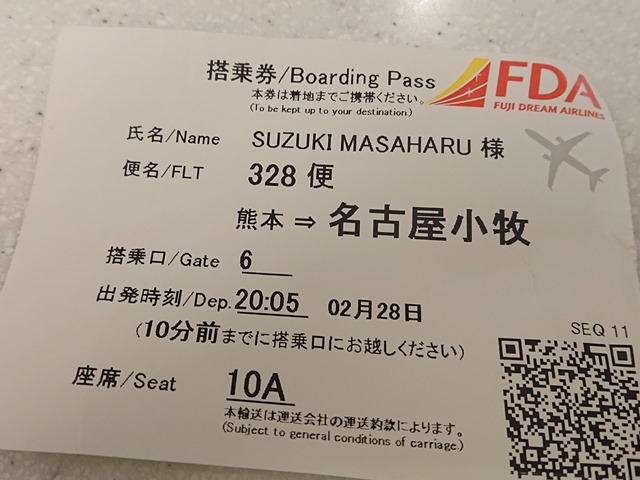 搭乗券/Boarding Pass
本券は着地までご携帯ください。
(To be kept up to your destination.)
FDA
FUJI DREAM AIRLINES
氏名/Name SUZUKI MASAHARU 様
便名/FLT 328 便
熊本 ⇒ 名古屋小牧
搭乗口/Gate 6
出発時刻/Dep. 20:05 02月28日
(10分前までに搭乗口にお越しください)
SEQ 11
座席/Seat 10A
本輸送は運送会社の運送約款によります。
(Subject to general conditions of carriage.)